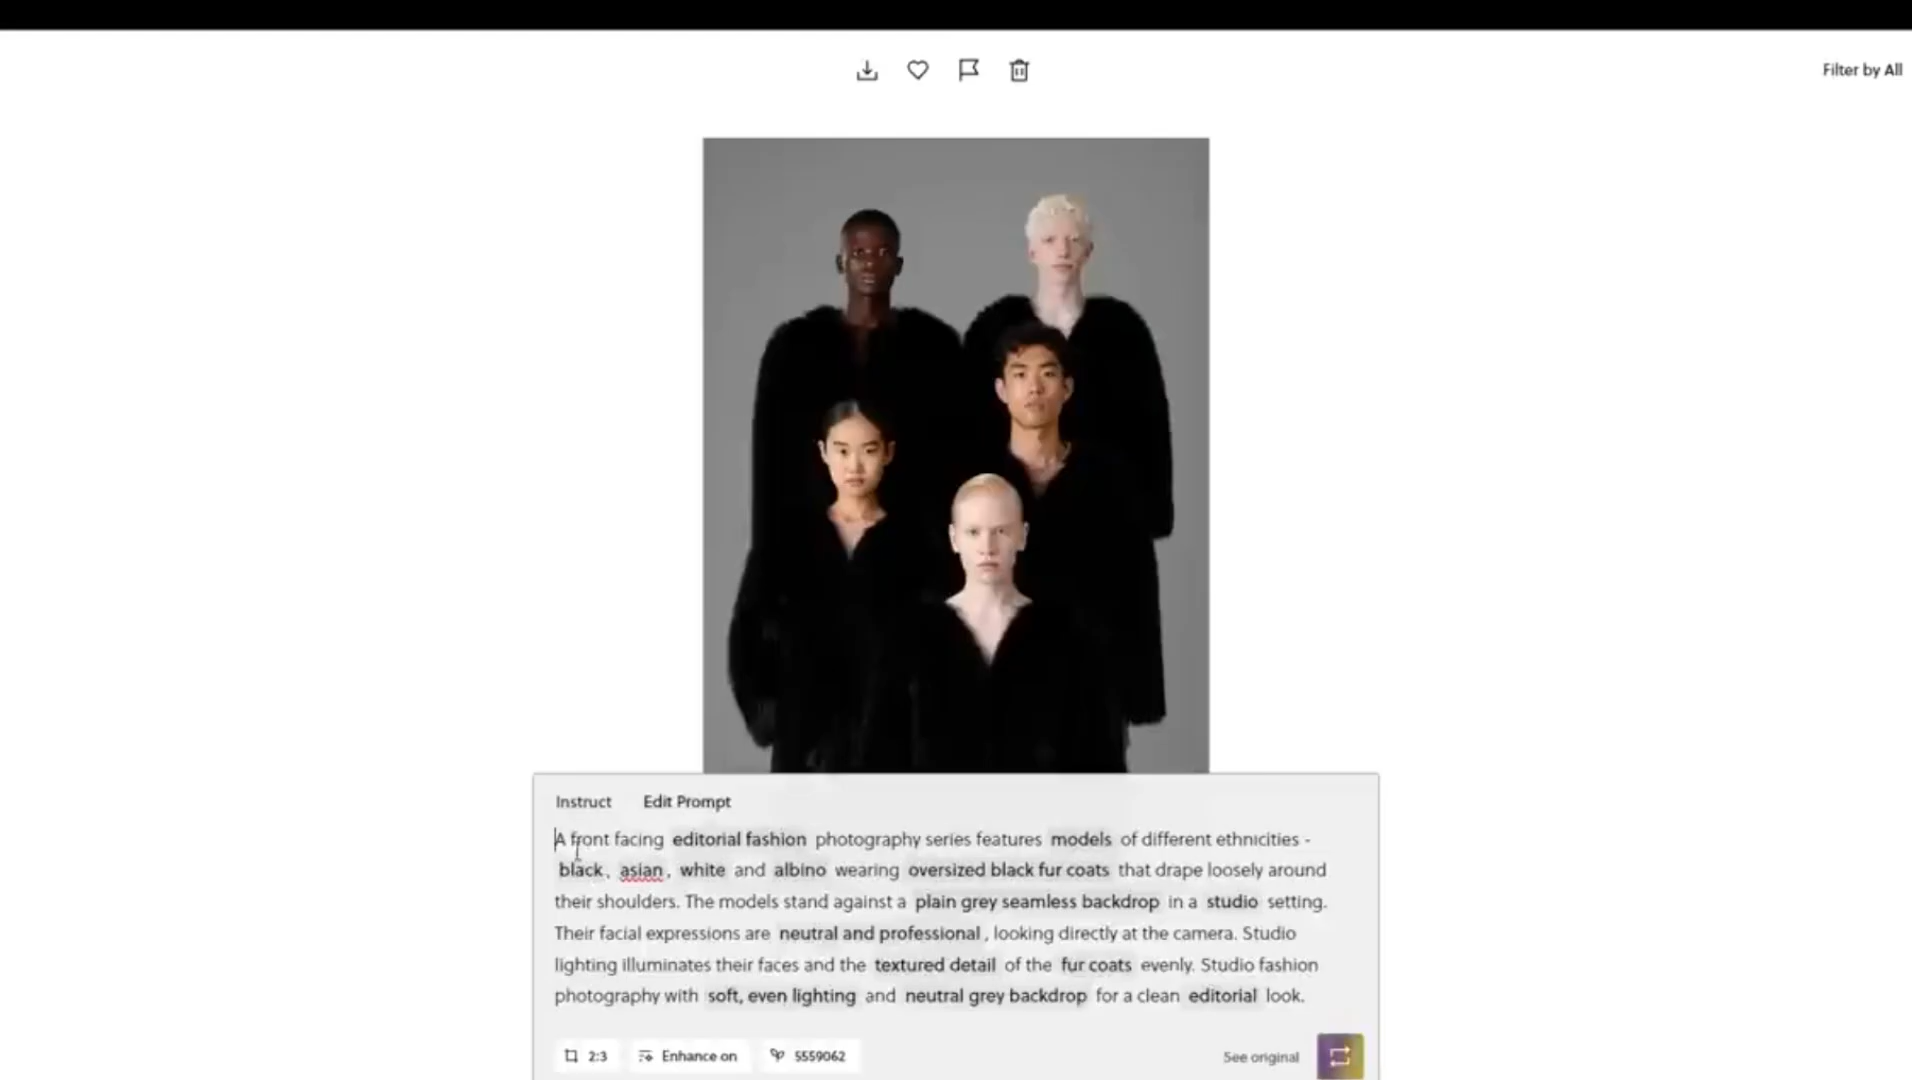 Filter by All
Instruct Edit Prompt
A front facing editorial fashion photography series features models of different ethnicities -
black, asian, white and albino wearing oversized black fur coats that drape loosely around
their shoulders. The models stand against a plain grey seamless backdrop in a studio setting.
Their facial expressions are neutral and professional, looking directly at the camera. Studio
lighting illuminates their faces and the textured detail of the fur coats evenly. Studio fashion
photography with soft, even lighting and neutral grey backdrop for a clean editorial look.
2:3 Enhance on 5559062 See original